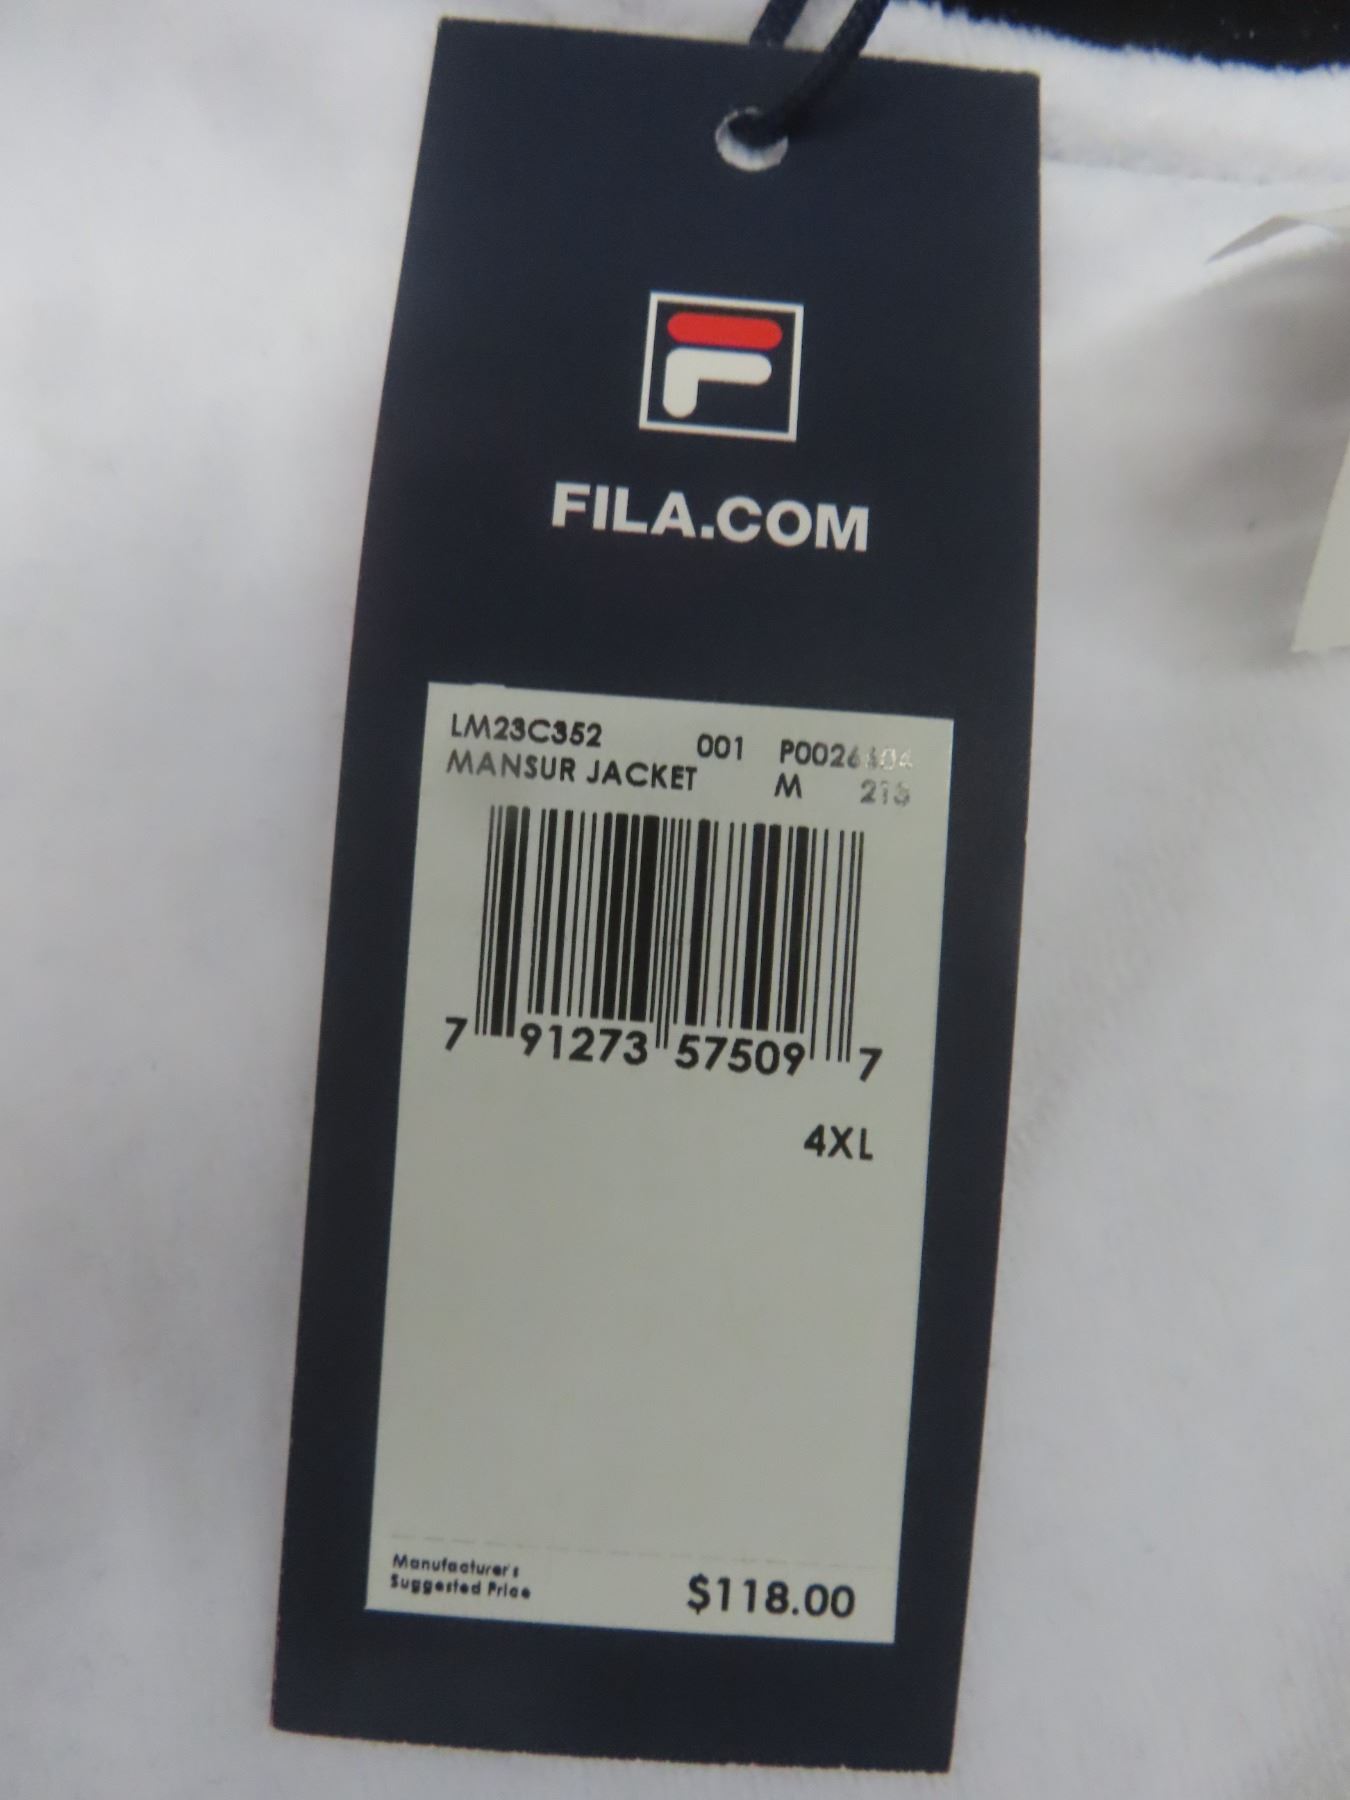 FILA.COM
LM23C352 001
MANSUR JACKET M
7 91273 57509 7
4XL
Manufacturer's
Suggested Price $118.00